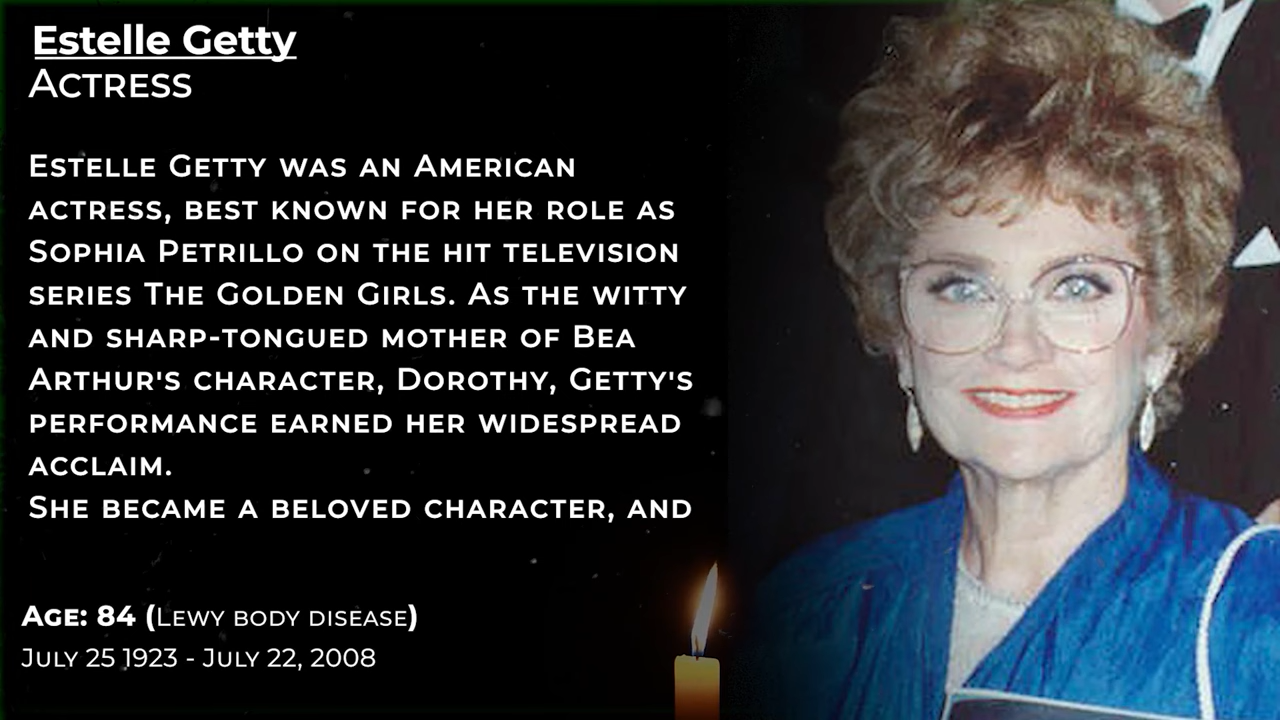 Estelle Getty
Actress
Estelle Getty was an American
actress, best known for her role as
Sophia Petrillo on the hit television
series The Golden Girls. As the witty
and sharp-tongued mother of Bea
Arthur's character, Dorothy, Getty's
performance earned her widespread
acclaim.
She became a beloved character, and
Age: 84 (Lewy body disease)
July 25 1923 - July 22, 2008